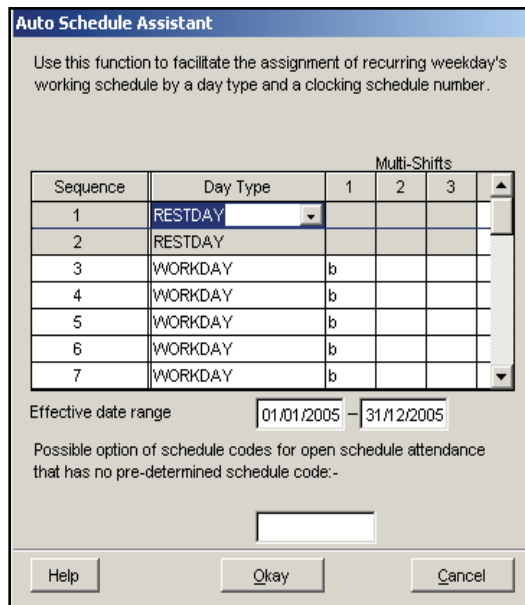 Auto Schedule Assistant
Use this function to facilitate the assignment of recurring weekday's
working schedule by a day type and a clocking schedule number.
Multi-Shifts
Sequence Day Type 1 2 3
1 RESTDAY
2 RESTDAY
3 WORKDAY b
4 WORKDAY b
5 WORKDAY b
6 WORKDAY b
7 WORKDAY b
Effective date range 01/01/2005 – 31/12/2005
Possible option of schedule codes for open schedule attendance
that has no pre-determined schedule code:-
Help Okay Cancel